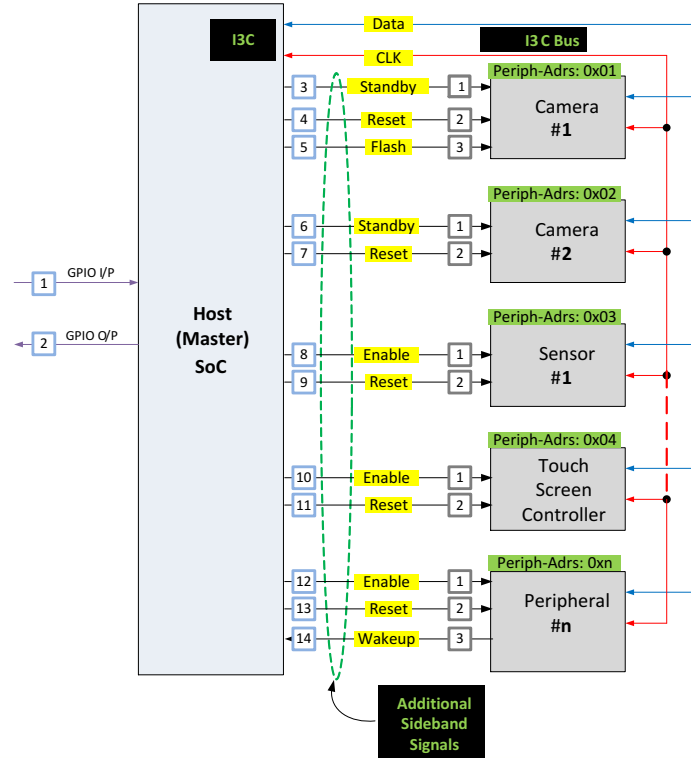 Data
I3C
I3C Bus
CLK
Periph-Adrs: 0x01
3 Standby 1
Camera
#1
4 Reset 2
5 Flash 3
Periph-Adrs: 0x02
6 Standby 1
Camera
#2
7 Reset 2
1 GPIO I/P
2 GPIO O/P
Host
(Master)
SoC
Periph-Adrs: 0x03
8 Enable 1
Sensor
#1
9 Reset 2
Periph-Adrs: 0x04
10 Enable 1
Touch
Screen
Controller
11 Reset 2
Periph-Adrs: 0xn
12 Enable 1
Peripheral
#n
13 Reset 2
14 Wakeup 3
Additional
Sideband
Signals